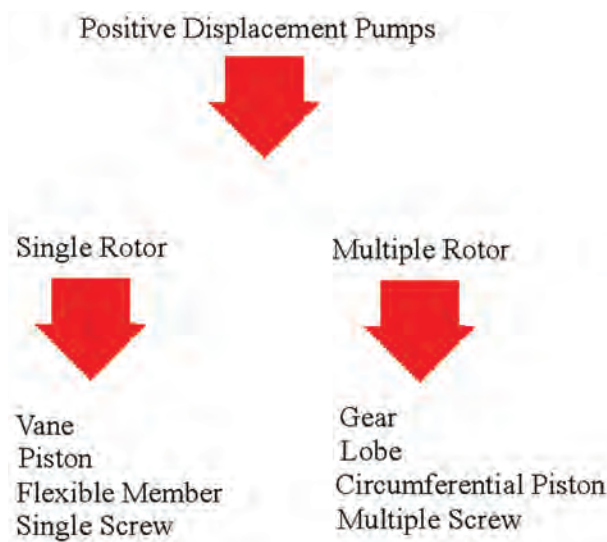 Positive Displacement Pumps
Single Rotor
Vane
Piston
Flexible Member
Single Screw
Multiple Rotor
Gear
Lobe
Circumferential Piston
Multiple Screw